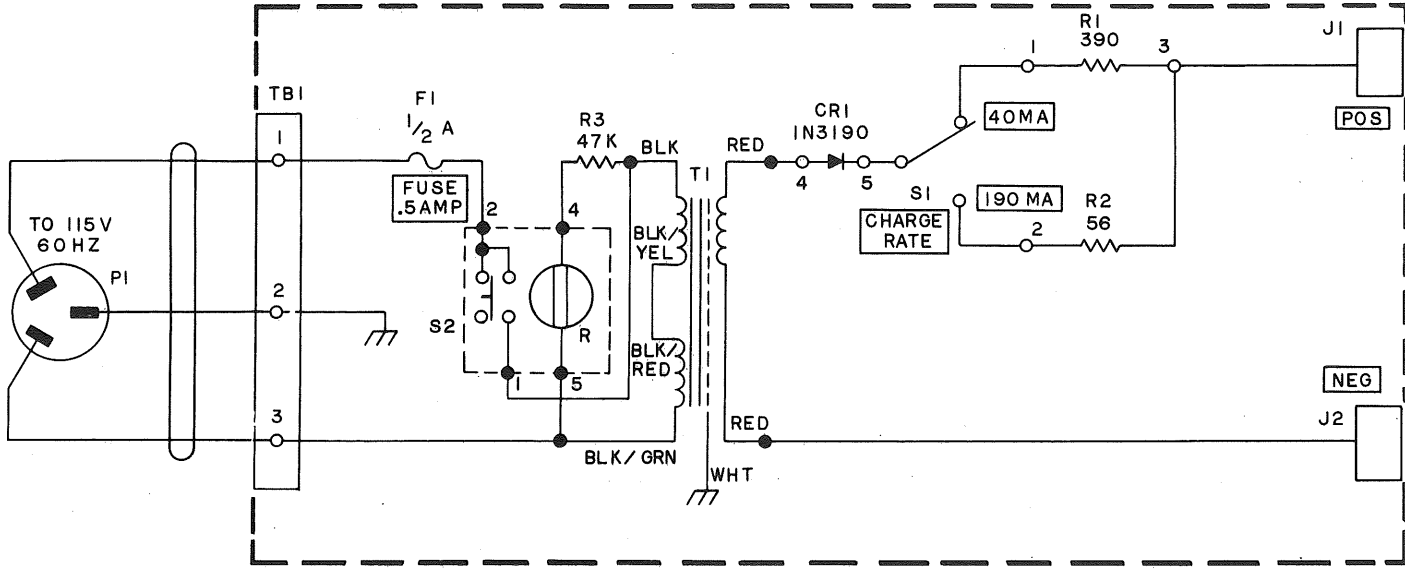 TB1
F1
1/2 A
FUSE
.5AMP
R3
47K
BLK
T1
RED
CR1
1N3190
4
5
40MA
1
R1
390
3
J1
POS
S1
CHARGE
RATE
190 MA
2
R2
56
TO 115V
60HZ
P1
1
2
3
2
4
S2
R
1
5
BLK/
YEL
BLK/
RED
BLK/GRN
WHT
RED
NEG
J2